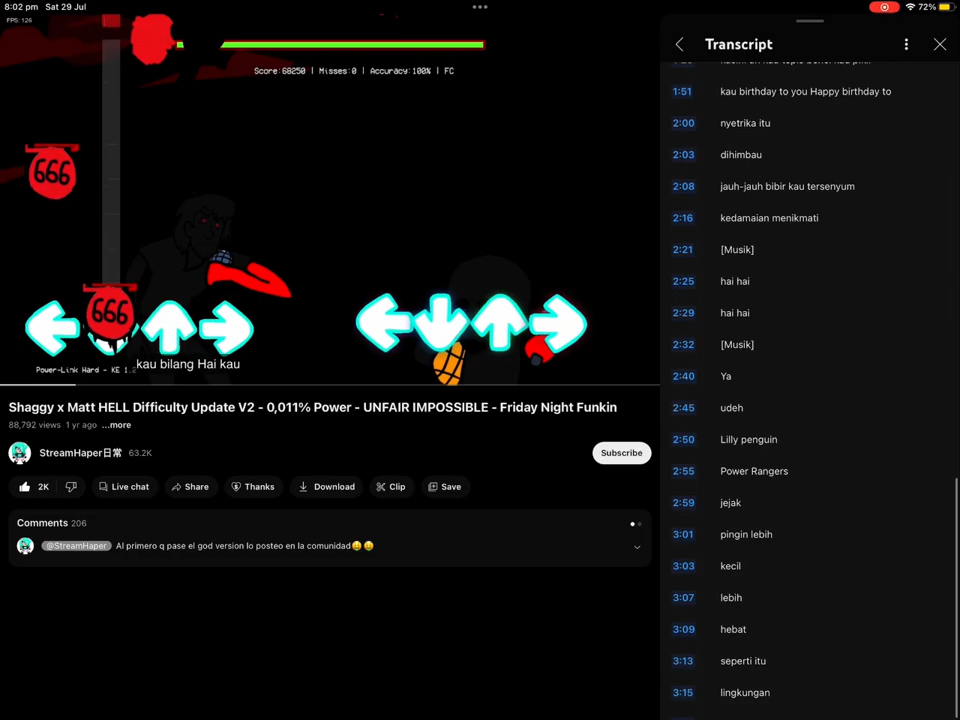 8:02 pm Sat 29 Jul
72%
FPS: 126
Score:68250 | Misses:0 | Accuracy:100% | FC
666
666
kau bilang Hai kau
Shaggy x Matt HELL Difficulty Update V2 - 0,011% Power - UNFAIR IMPOSSIBLE - Friday Night Funkin
88,792 views 1 yr ago ...more
StreamHaper日常 63.2K
Subscribe
2K
Live chat
Share
Thanks
Download
Clip
Save
Comments 206
@StreamHaper Al primero q pase el god version lo posteo en la comunidad😄😄
Transcript
1:51 kau birthday to you Happy birthday to
2:00 nyetrika itu
2:03 dihimbau
2:08 jauh-jauh bibir kau tersenyum
2:16 kedamaian menikmati
2:21 [Musik]
2:25 hai hai
2:29 hai hai
2:32 [Musik]
2:40 Ya
2:45 udeh
2:50 Lilly penguin
2:55 Power Rangers
2:59 jejak
3:01 pingin lebih
3:03 kecil
3:07 lebih
3:09 hebat
3:13 seperti itu
3:15 lingkungan